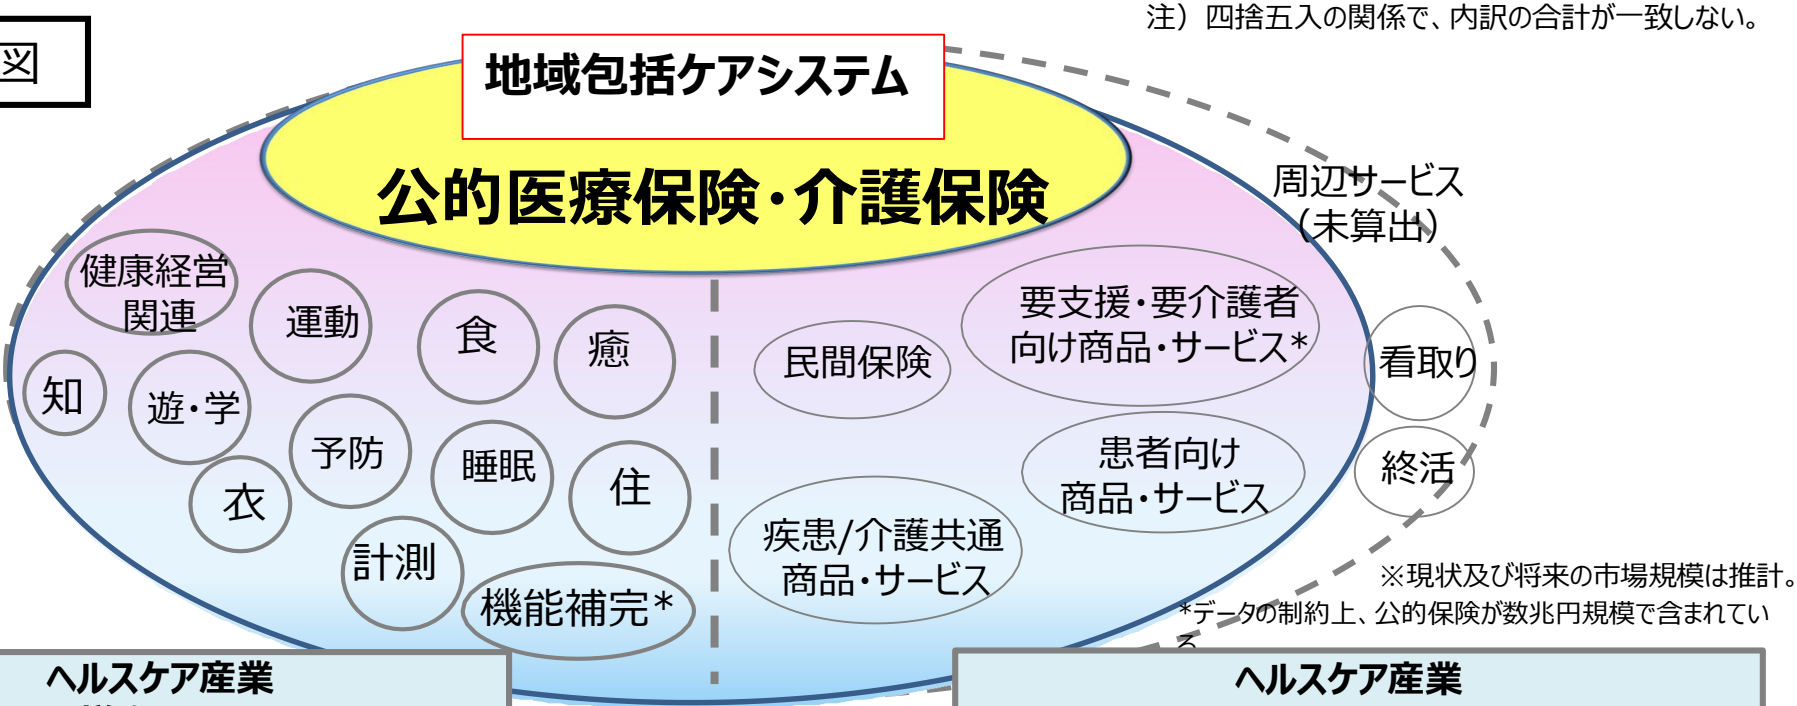 注）四捨五入の関係で、内訳の合計が一致しない。
図
地域包括ケアシステム
公的医療保険・介護保険
周辺サービス
（未算出）
健康経営
関連
運動
食
癒
知
遊・学
予防
睡眠
住
衣
計測
機能補完*
民間保険
要支援・要介護者
向け商品・サービス*
患者向け
商品・サービス
疾患/介護共通
商品・サービス
看取り
終活
※現状及び将来の市場規模は推計。
*データの制約上、公的保険が数兆円規模で含まれてい
る
ヘルスケア産業
ヘルスケア産業